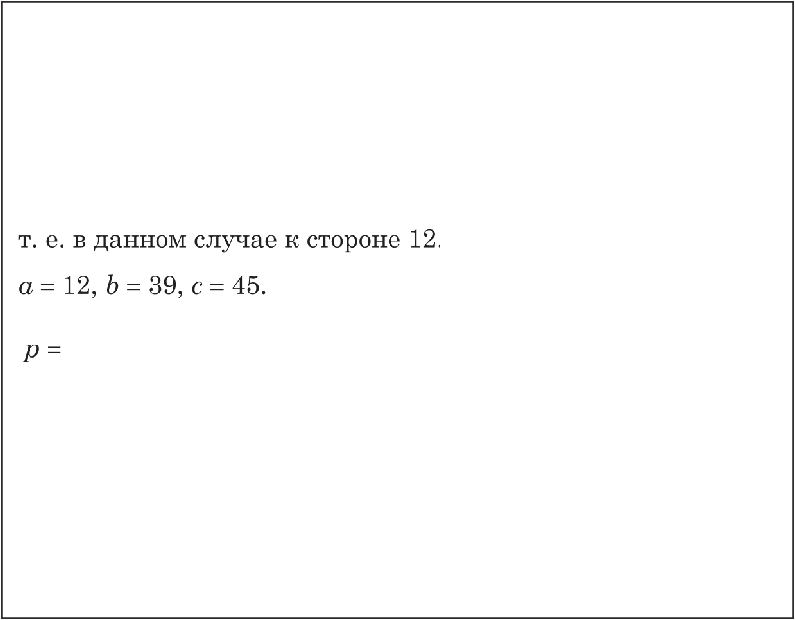 т. е. в данном случае к стороне 12.
a = 12, b = 39, c = 45.
p =